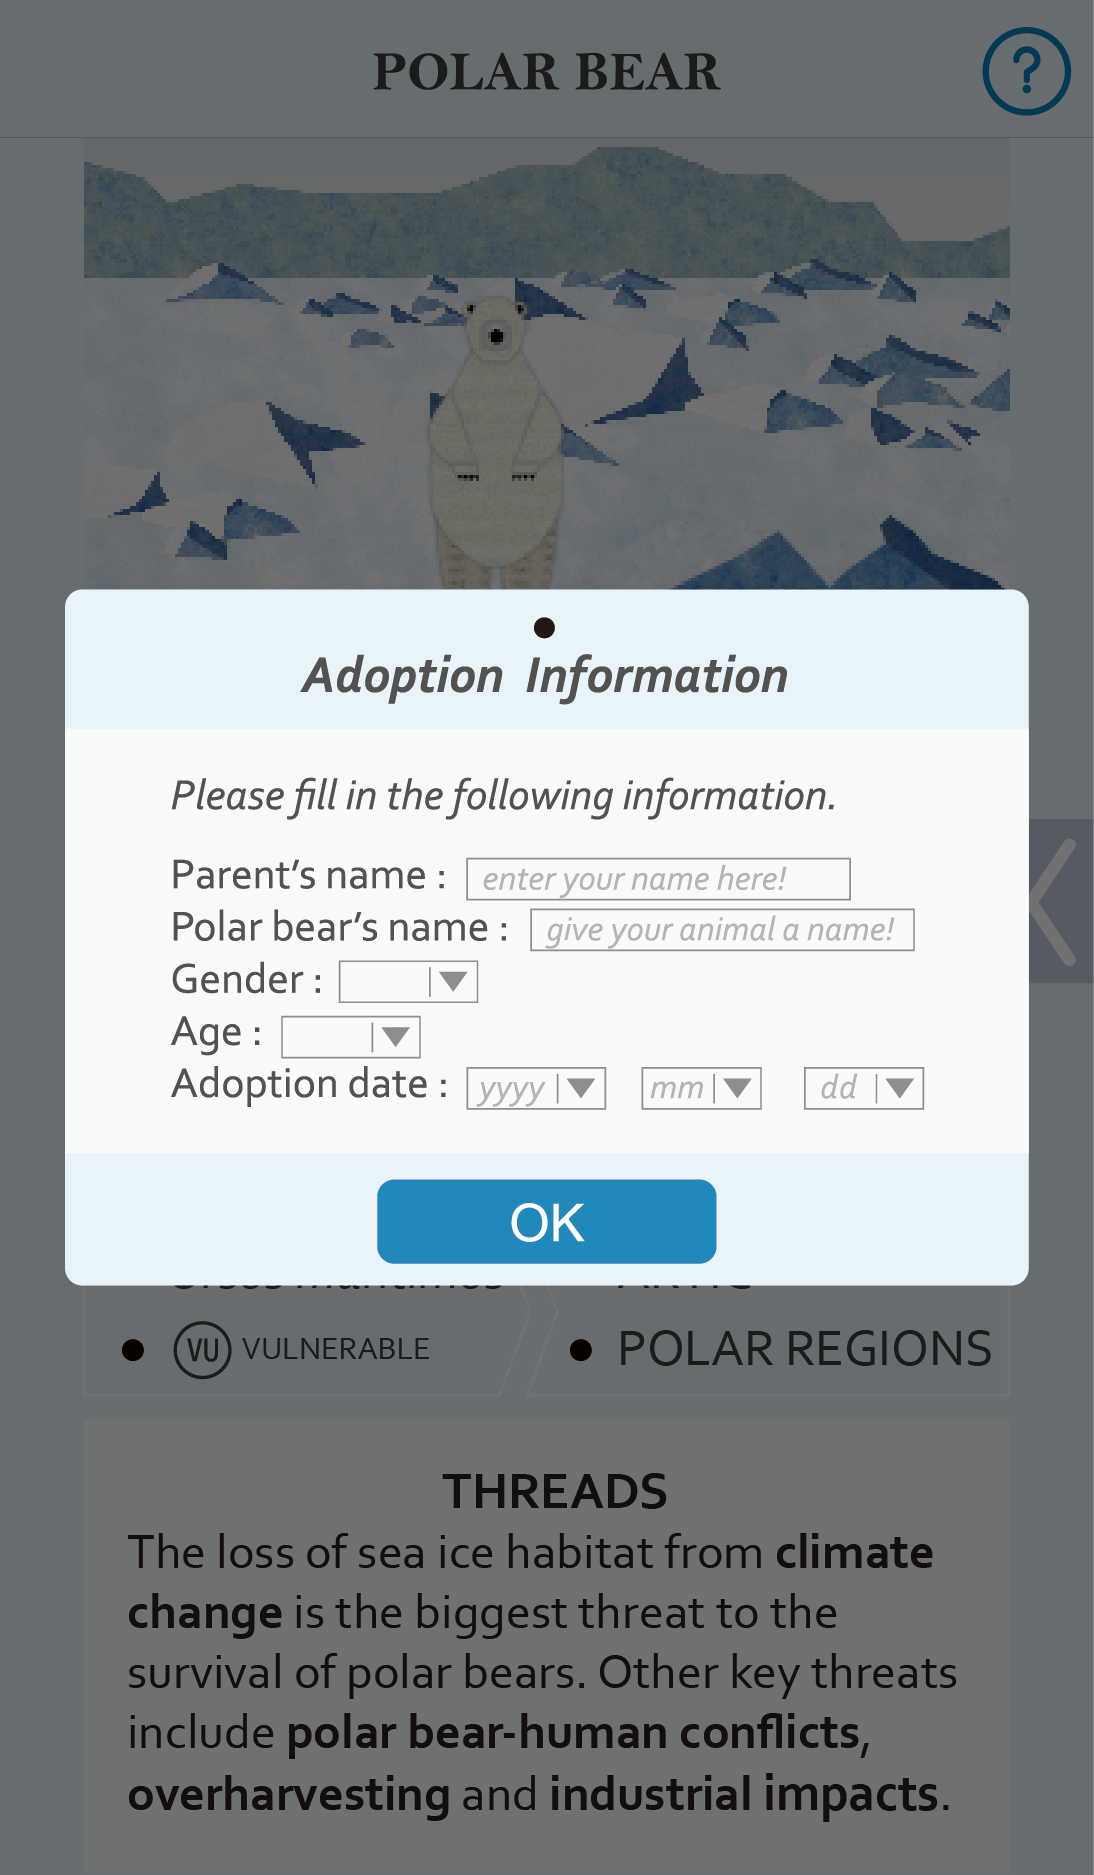 POLAR BEAR
?
Adoption Information
Please fill in the following information.
Parent's name : enter your name here!
Polar bear's name : give your animal a name!
Gender :
Age :
Adoption date : yyyy mm dd
OK
VU VULNERABLE
POLAR REGIONS
THREADS
The loss of sea ice habitat from climate
change is the biggest threat to the
survival of polar bears. Other key threats
include polar bear-human conflicts,
overharvesting and industrial impacts.